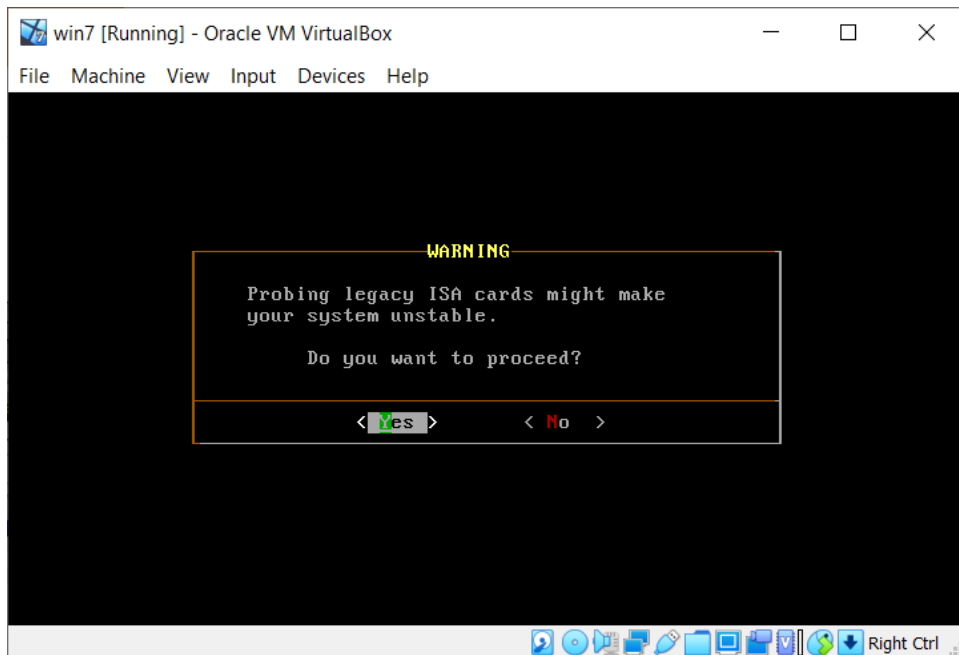 win7 [Running] - Oracle VM VirtualBox
File Machine View Input Devices Help
WARNING
Probing legacy ISA cards might make
your system unstable.
Do you want to proceed?
< Yes > < No >
Right Ctrl